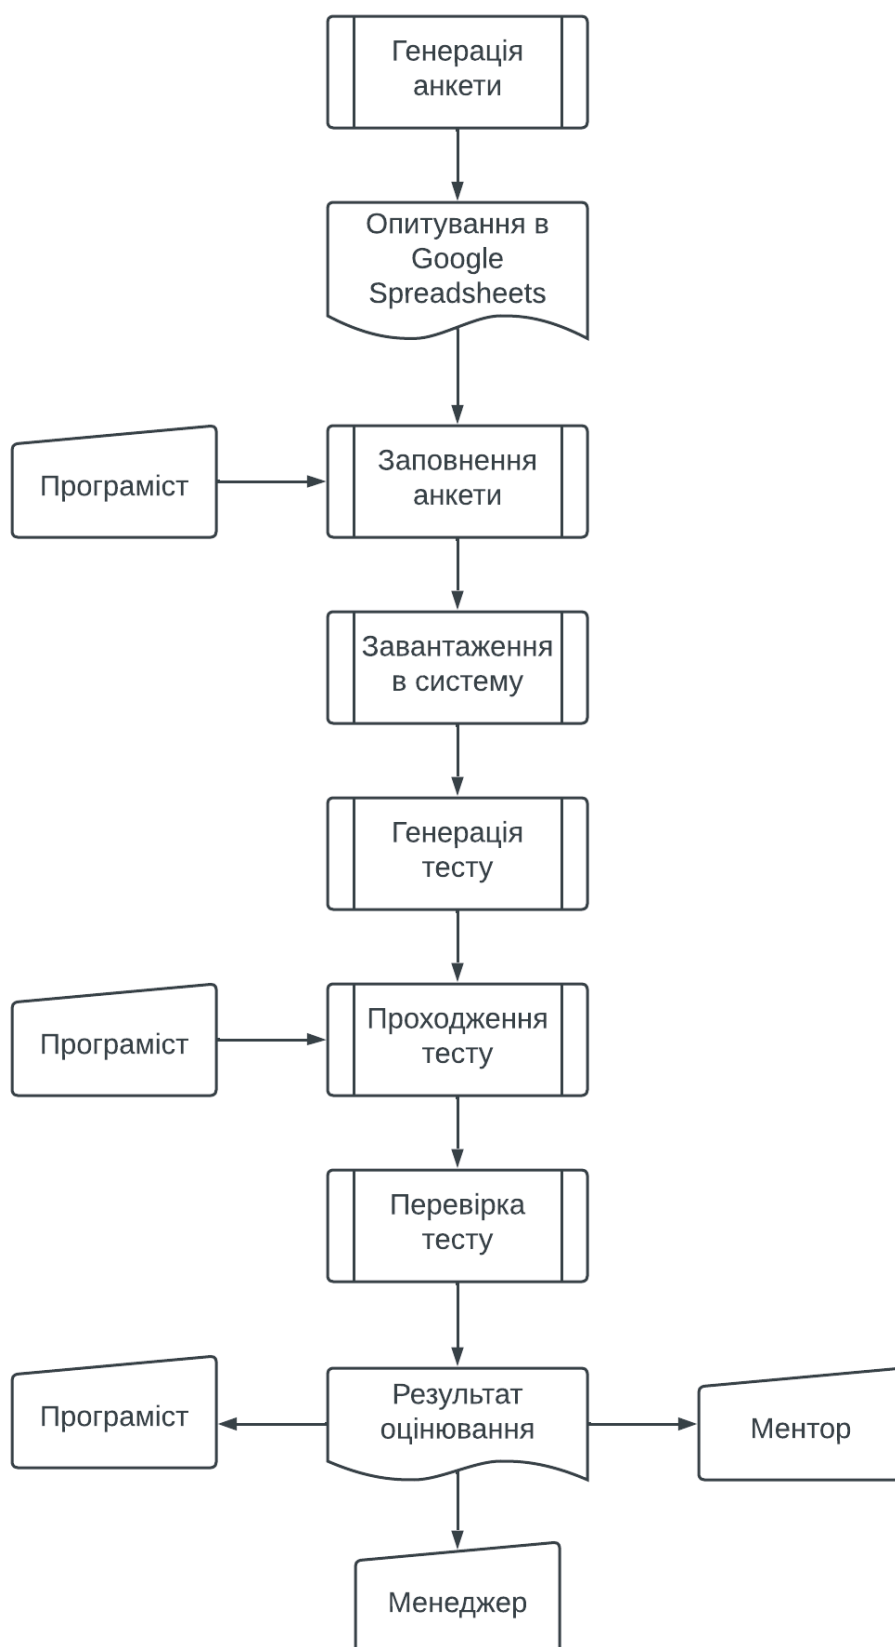 Генерація
анкети
Опитування в
Google
Spreadsheets
Програміст
Заповнення
анкети
Завантаження
в систему
Генерація
тесту
Програміст
Проходження
тесту
Перевірка
тесту
Програміст
Результат
оцінювання
Ментор
Менеджер